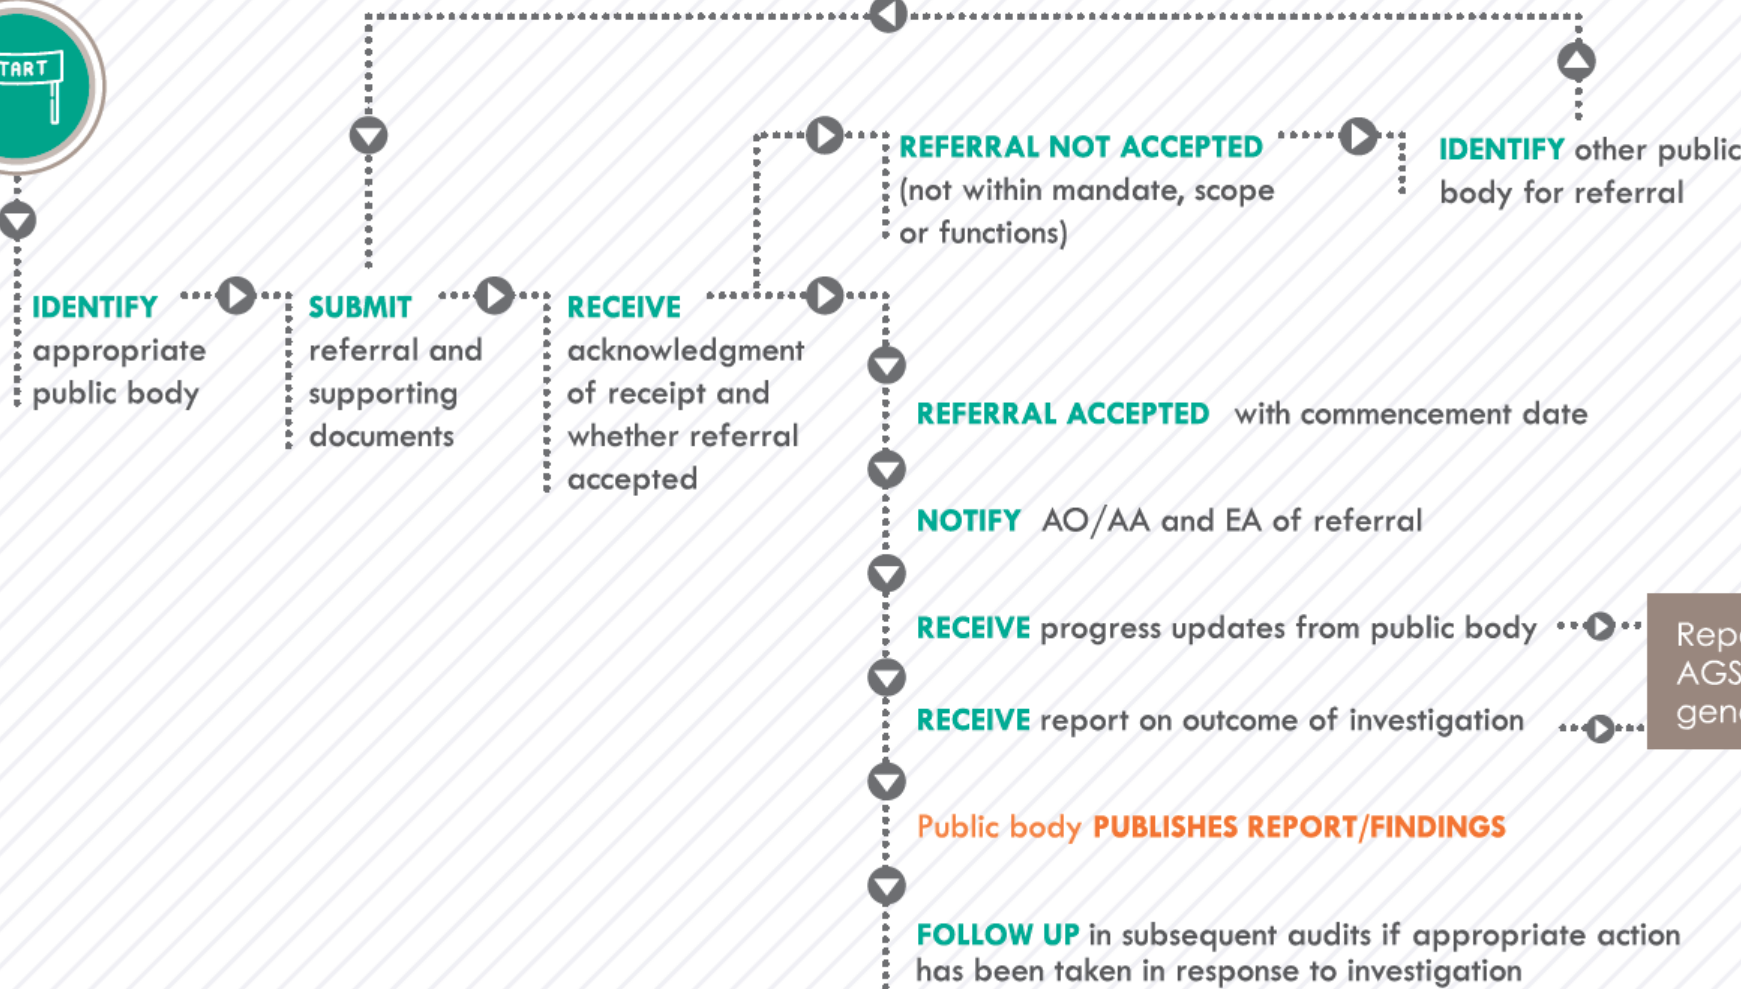 TART
REFERRAL NOT ACCEPTED
(not within mandate, scope
or functions)
IDENTIFY other public
body for referral
IDENTIFY
appropriate
public body
SUBMIT
referral and
supporting
documents
RECEIVE
acknowledgment
of receipt and
whether referral
accepted
REFERRAL ACCEPTED with commencement date
NOTIFY AO/AA and EA of referral
RECEIVE progress updates from public body
RECEIVE report on outcome of investigation
Public body PUBLISHES REPORT/FINDINGS
FOLLOW UP in subsequent audits if appropriate action
has been taken in response to investigation